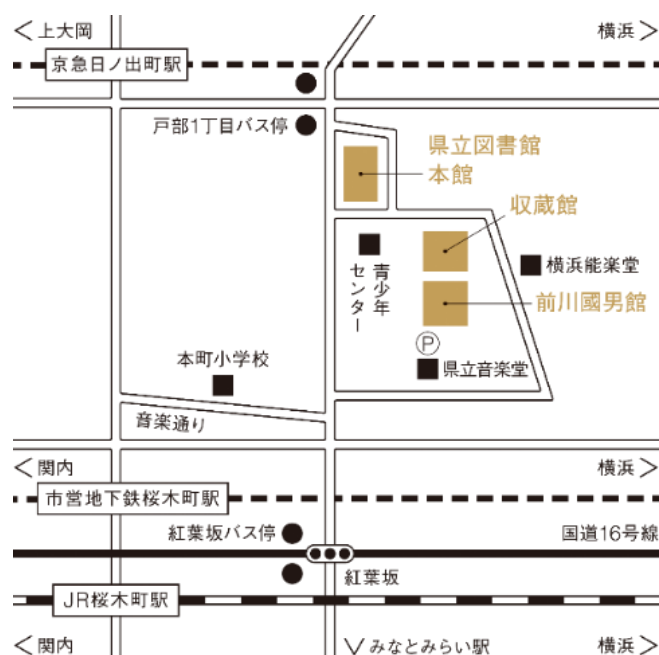 ＜上大岡
横浜＞
京急日ノ出町駅
戸部1丁目バス停
県立図書館
本館
収蔵館
青少年
センター
横浜能楽堂
前川國男館
P
県立音楽堂
本町小学校
音楽通り
＜関内
横浜＞
市営地下鉄桜木町駅
紅葉坂バス停
国道16号線
紅葉坂
JR桜木町駅
＜関内
∨みなとみらい駅
横浜＞